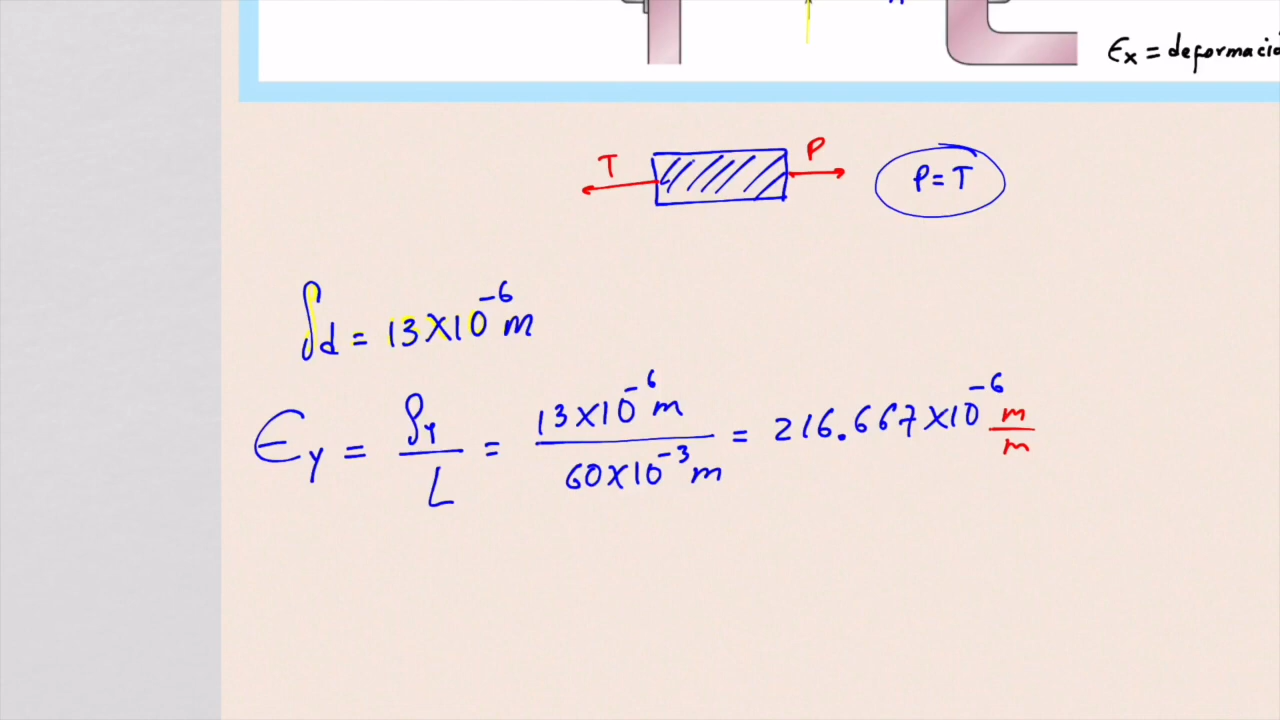 εx = deformació
T P P = T
δd = 13x10⁻⁶ m
εy = δy / L = 13x10⁻⁶ m / 60x10⁻³ m = 216.667x10⁻⁶ m/m